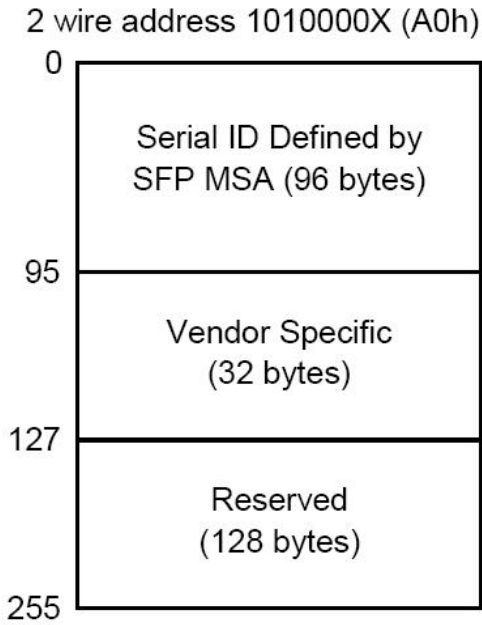 2 wire address 1010000X (A0h)
0
Serial ID Defined by
SFP MSA (96 bytes)
95
Vendor Specific
(32 bytes)
127
Reserved
(128 bytes)
255